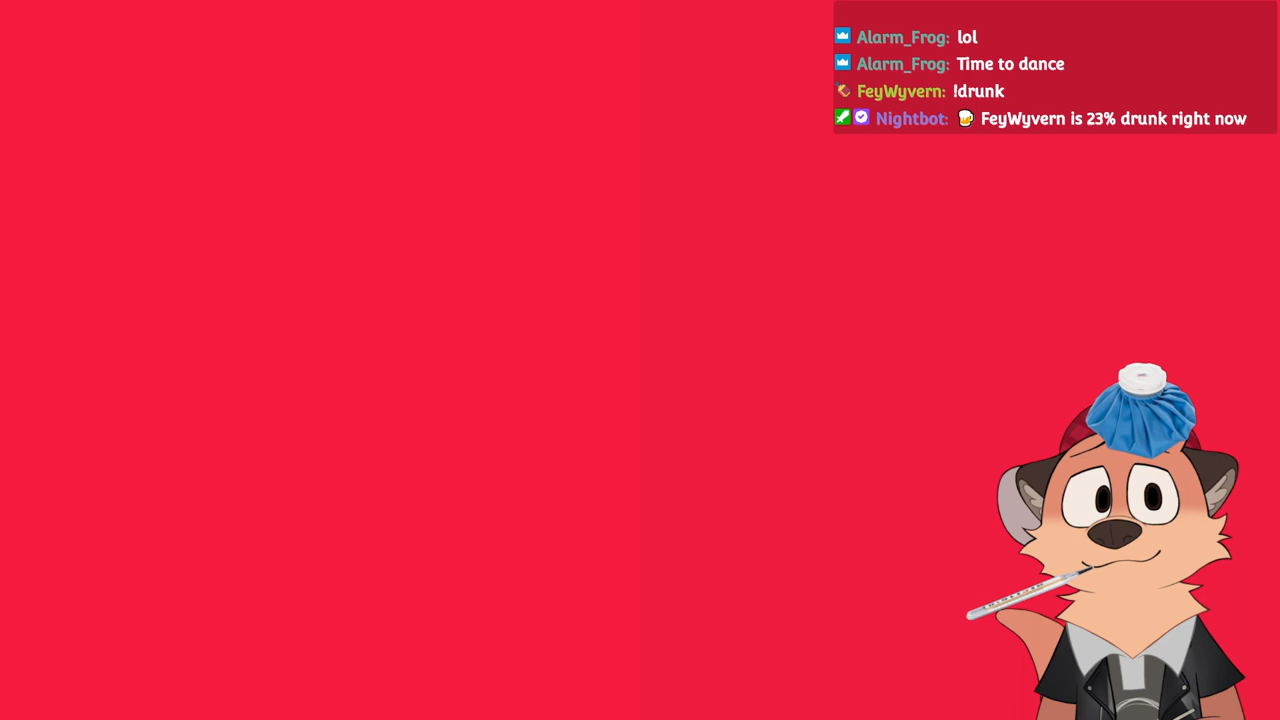 Alarm_Frog: lol
Alarm_Frog: Time to dance
FeyWyvern: !drunk
Nightbot: 🍺 FeyWyvern is 23% drunk right now